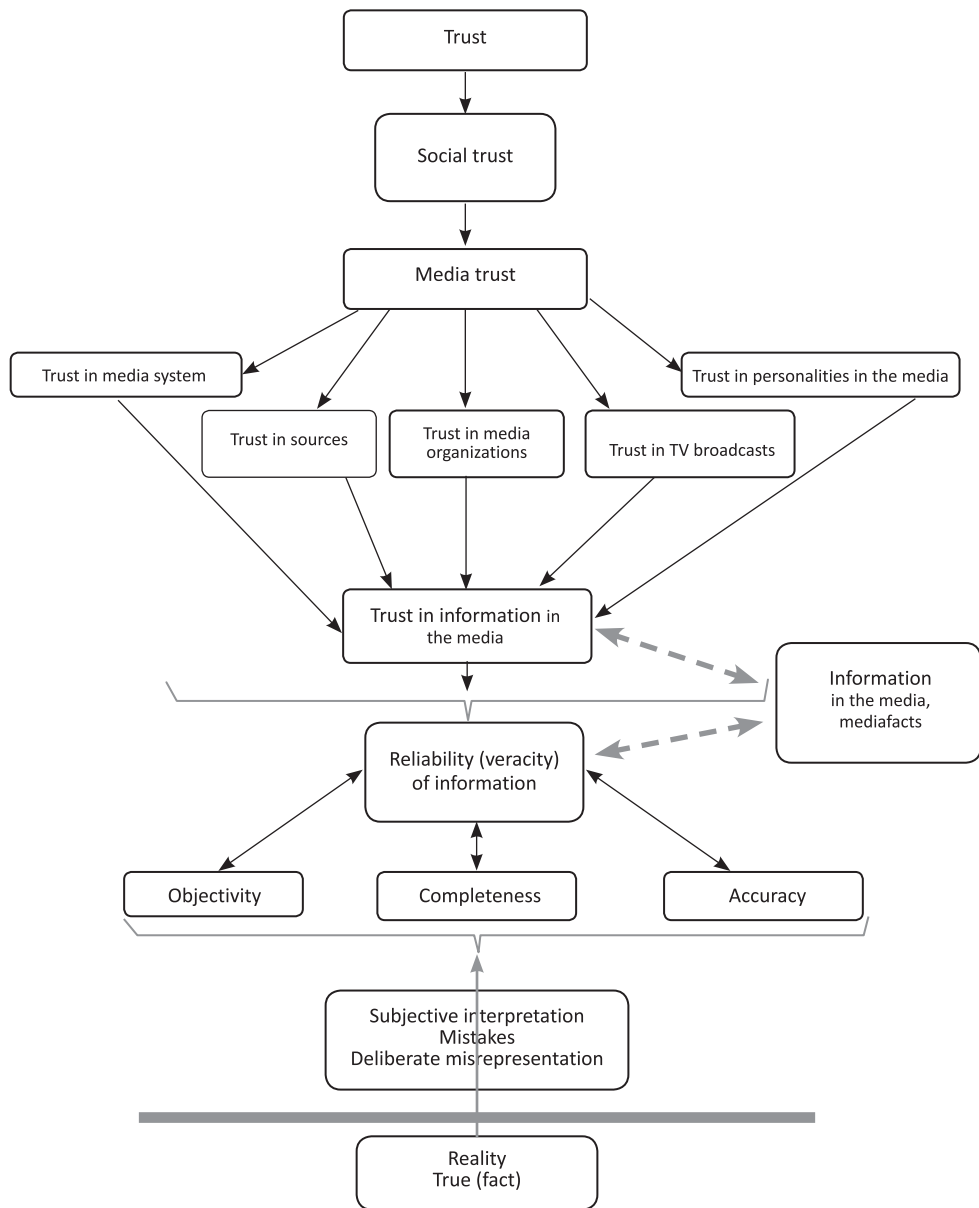 Trust
Social trust
Media trust
Trust in media system
Trust in personalities in the media
Trust in sources
Trust in media
organizations
Trust in TV broadcasts
Trust in information in
the media
Information
in the media,
mediafacts
Reliability (veracity)
of information
Objectivity
Completeness
Accuracy
Subjective interpretation
Mistakes
Deliberate misrepresentation
Reality
True (fact)